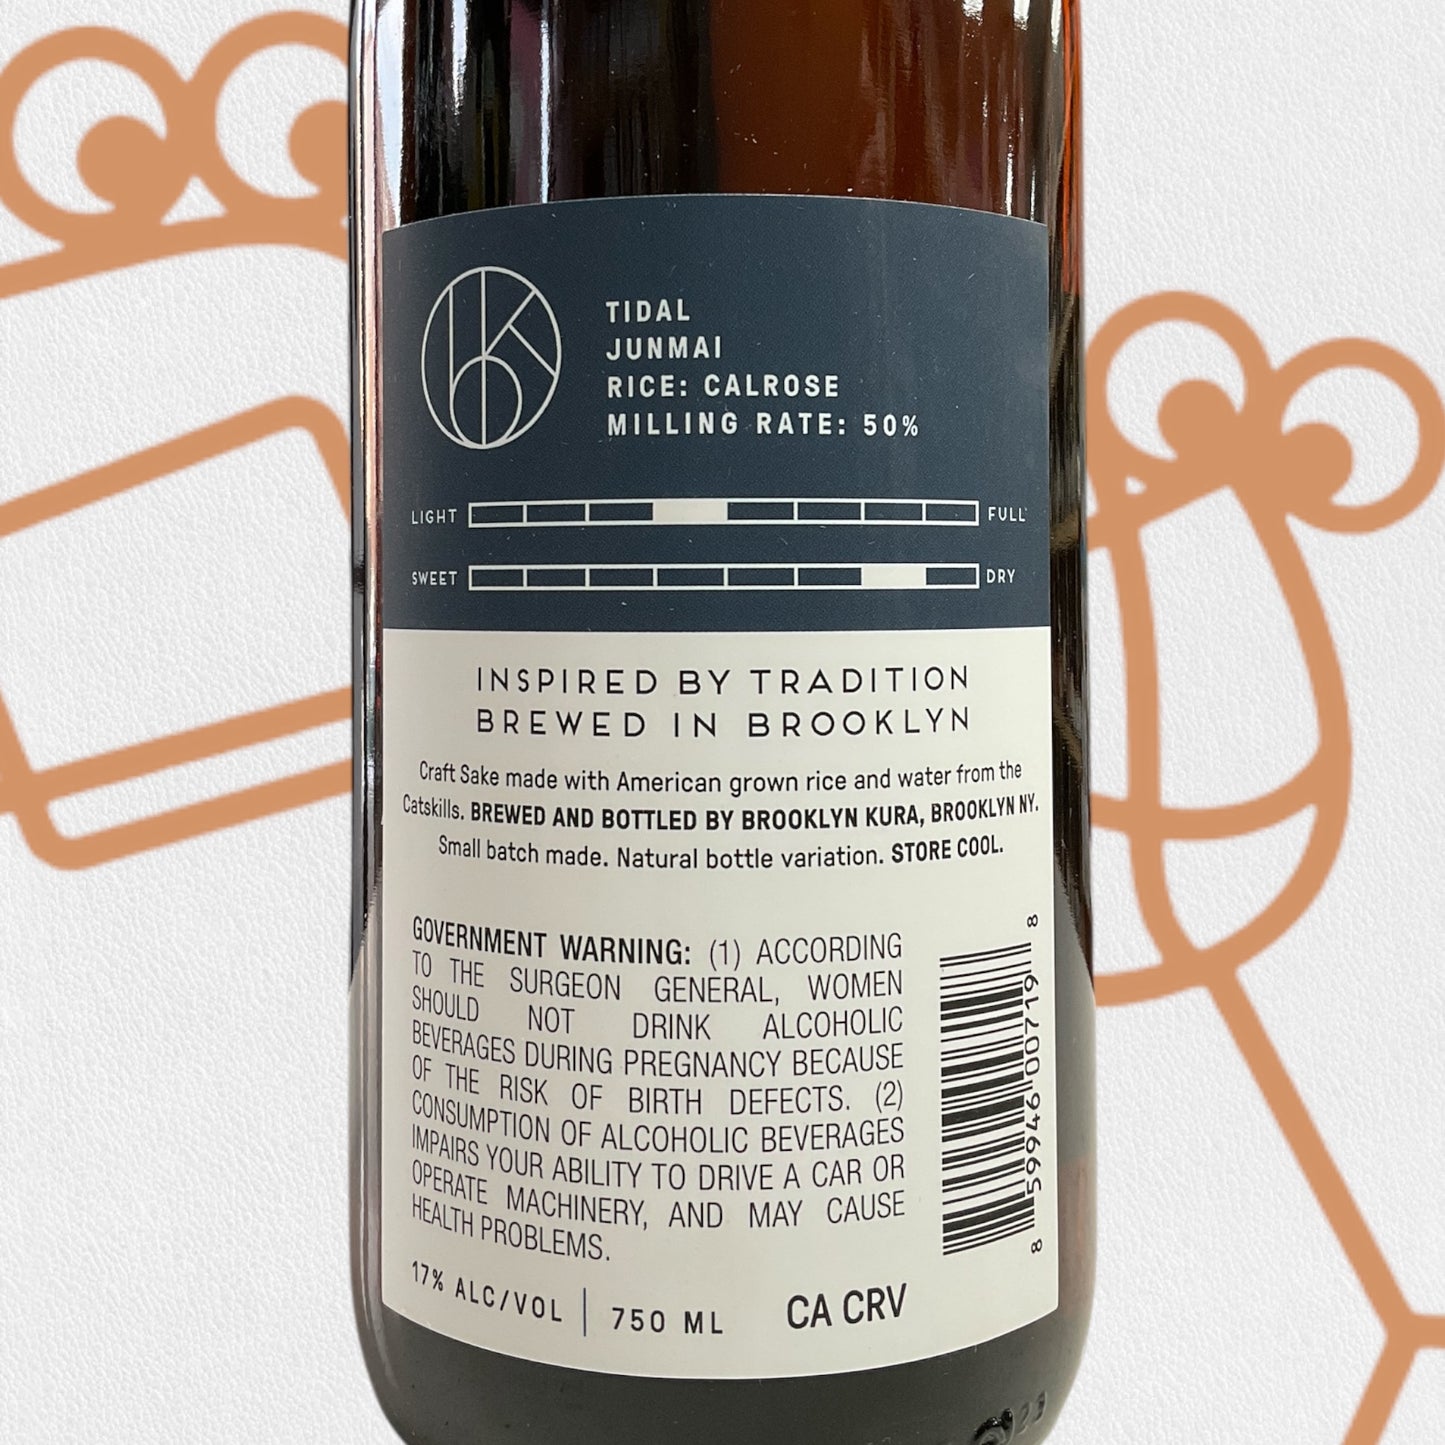 TIDAL
JUNMAI
RICE: CALROSE
MILLING RATE: 50%
LIGHT FULL
SWEET DRY
INSPIRED BY TRADITION
BREWED IN BROOKLYN
Craft Sake made with American grown rice and water from the
Catskills. BREWED AND BOTTLED BY BROOKLYN KURA, BROOKLYN NY.
Small batch made. Natural bottle variation. STORE COOL.
GOVERNMENT WARNING: (1) ACCORDING
TO THE SURGEON GENERAL, WOMEN
SHOULD NOT DRINK ALCOHOLIC
BEVERAGES DURING PREGNANCY BECAUSE
OF THE RISK OF BIRTH DEFECTS. (2)
CONSUMPTION OF ALCOHOLIC BEVERAGES
IMPAIRS YOUR ABILITY TO DRIVE A CAR OR
OPERATE MACHINERY, AND MAY CAUSE
HEALTH PROBLEMS.
8 59946 00719 8
17% ALC/VOL | 750 ML
CA CRV